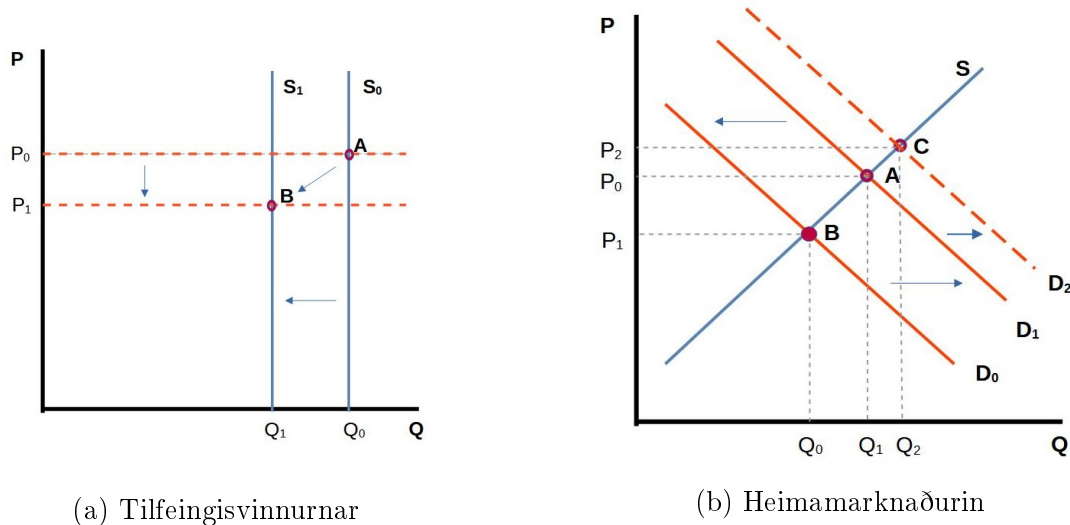 P
S₁
S₀
P₀
A
B
P₁
Q₁
Q₀
Q
(a) Tilfeingisvinnurnar
P
S
P₂
C
P₀
A
P₁
B
D₂
D₁
D₀
Q₀
Q₁
Q₂
Q
(b) Heimamarknaðurin